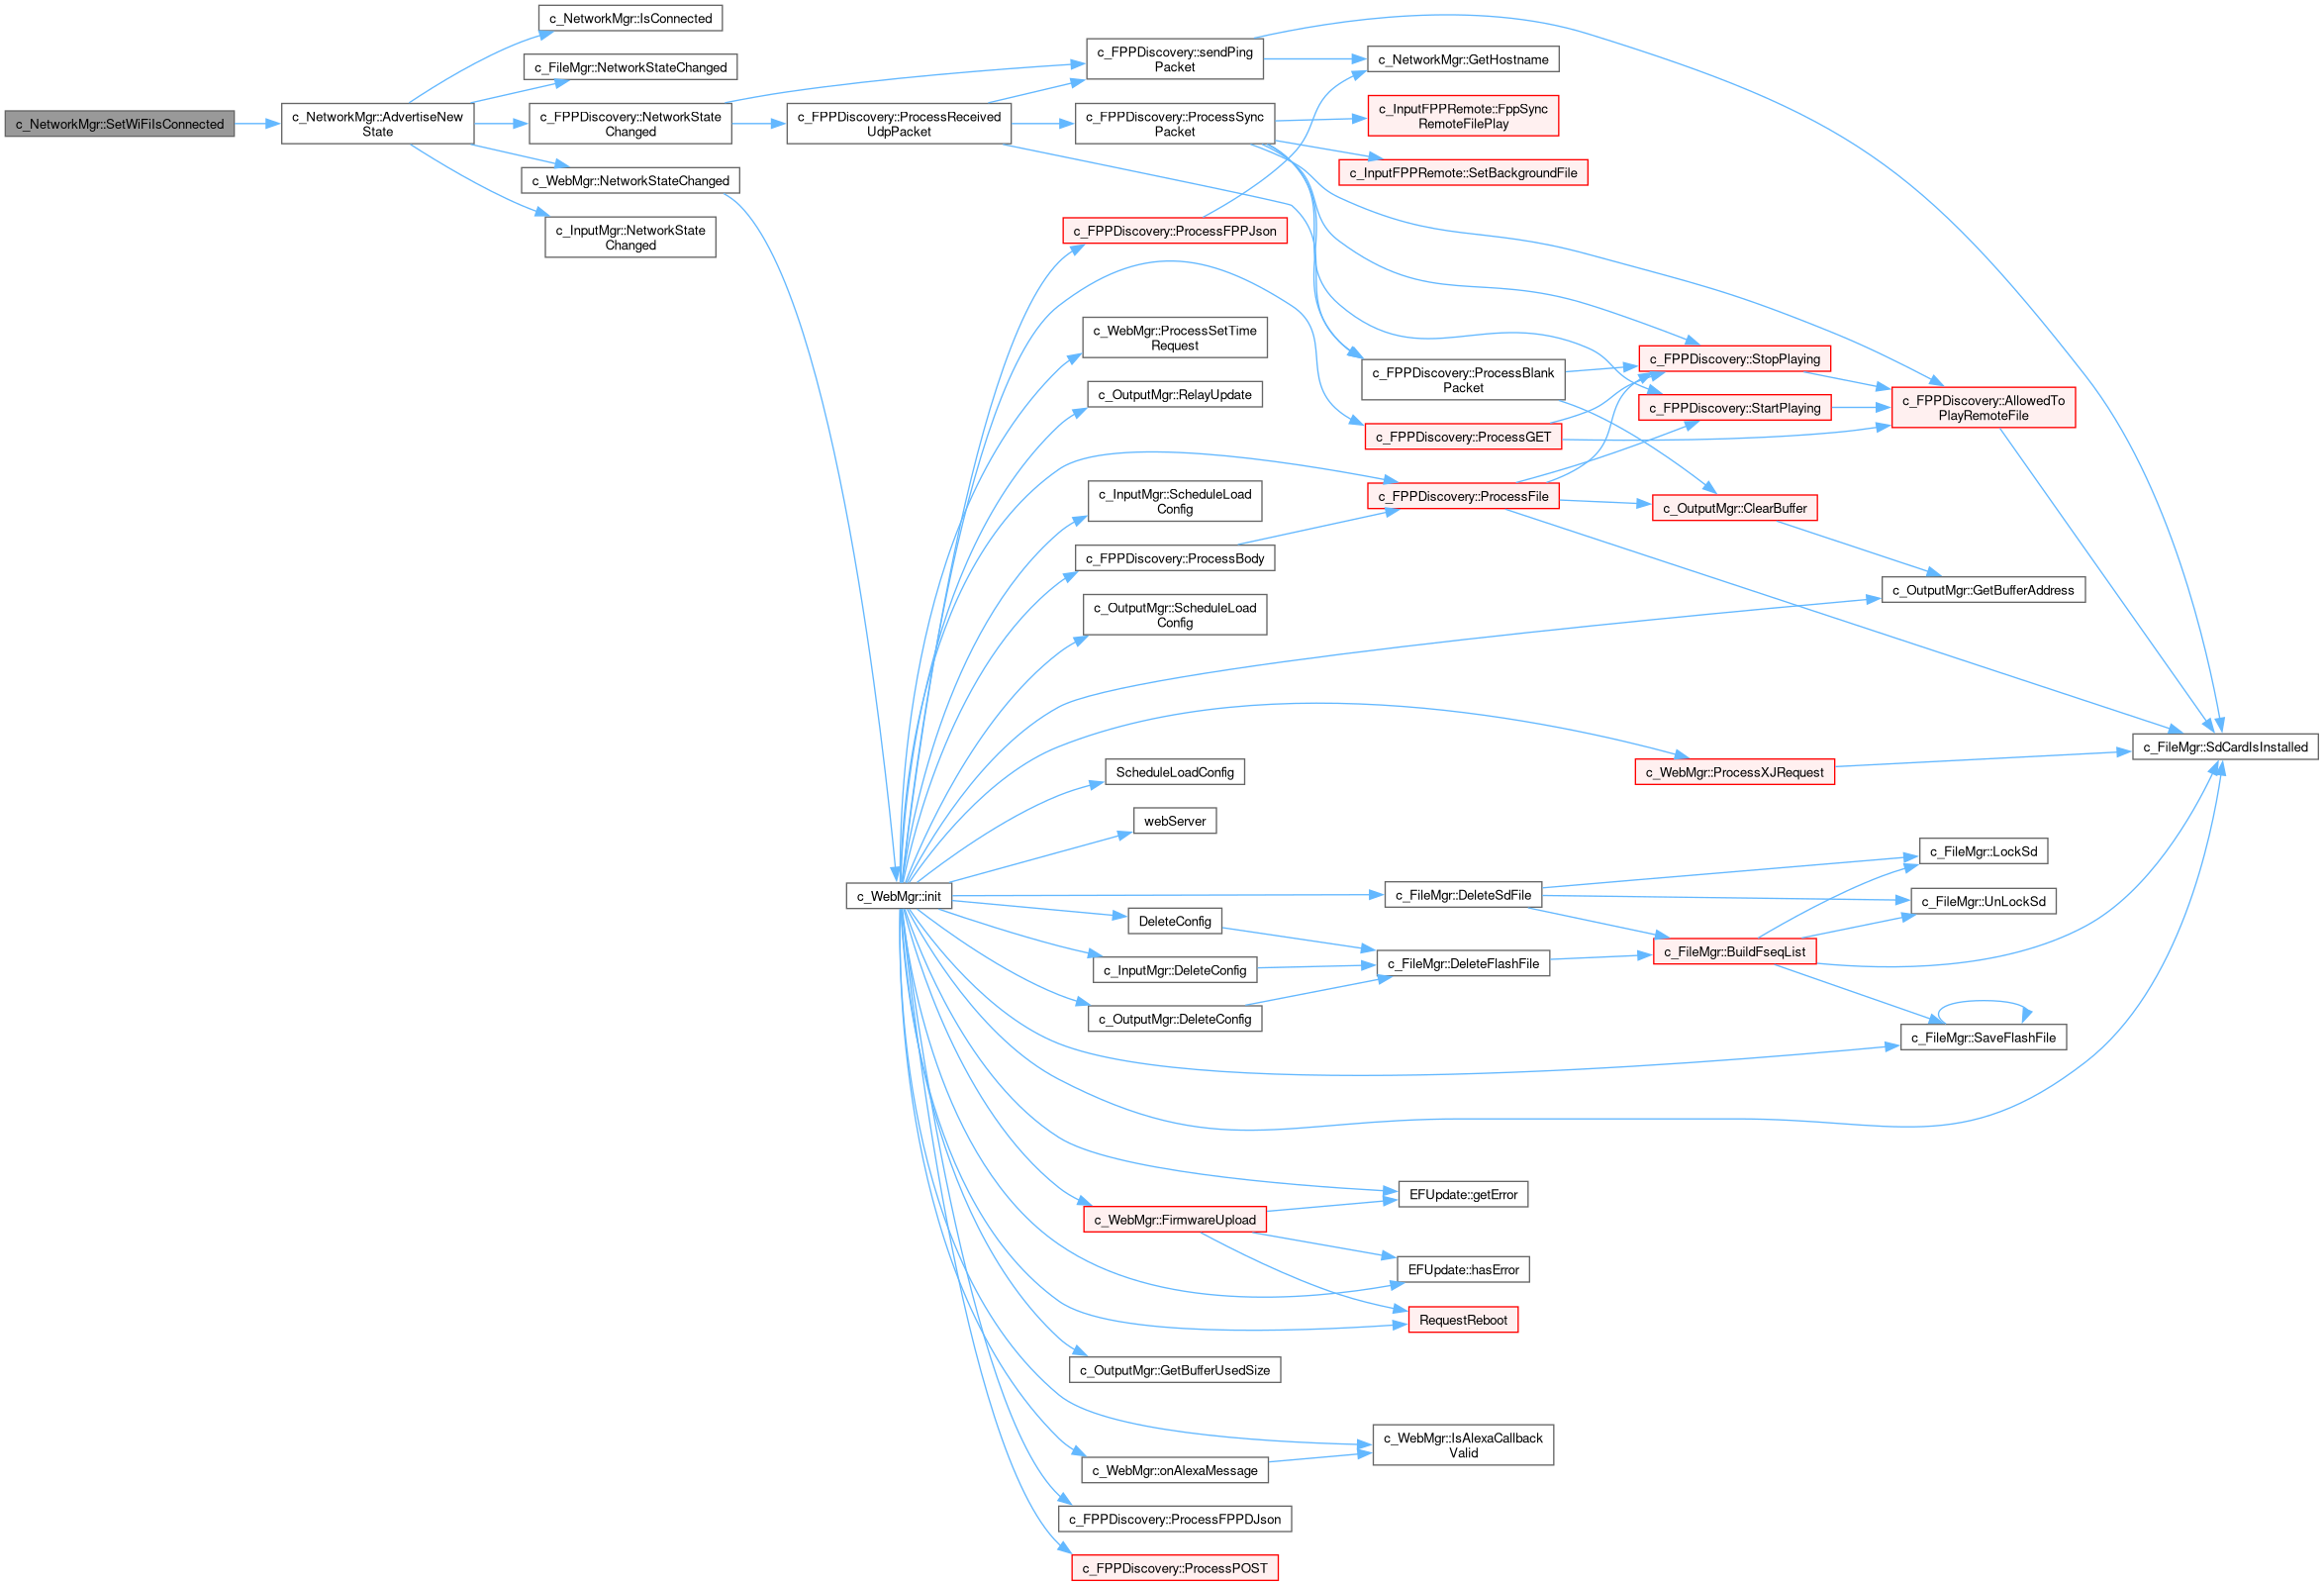 c_NetworkMgr::SetWiFiIsConnected
c_NetworkMgr::AdvertiseNew
State
c_NetworkMgr::IsConnected
c_FileMgr::NetworkStateChanged
c_FPPDiscovery::NetworkState
Changed
c_WebMgr::NetworkStateChanged
c_InputMgr::NetworkState
Changed
c_FPPDiscovery::ProcessReceived
UdpPacket
c_WebMgr::init
c_FPPDiscovery::sendPing
Packet
c_FPPDiscovery::ProcessSync
Packet
c_FPPDiscovery::ProcessFPPJson
c_WebMgr::ProcessSetTime
Request
c_OutputMgr::RelayUpdate
c_InputMgr::ScheduleLoad
Config
c_FPPDiscovery::ProcessBody
c_OutputMgr::ScheduleLoad
Config
ScheduleLoadConfig
webServer
DeleteConfig
c_InputMgr::DeleteConfig
c_OutputMgr::DeleteConfig
c_WebMgr::FirmwareUpload
c_OutputMgr::GetBufferUsedSize
c_WebMgr::onAlexaMessage
c_FPPDiscovery::ProcessFPPDJson
c_FPPDiscovery::ProcessPOST
c_NetworkMgr::GetHostname
c_InputFPPRemote::FppSync
RemoteFilePlay
c_InputFPPRemote::SetBackgroundFile
c_FPPDiscovery::ProcessBlank
Packet
c_FPPDiscovery::ProcessGET
c_FPPDiscovery::ProcessFile
c_FileMgr::DeleteSdFile
c_FileMgr::DeleteFlashFile
EFUpdate::getError
EFUpdate::hasError
RequestReboot
c_WebMgr::IsAlexaCallback
Valid
c_FPPDiscovery::StopPlaying
c_FPPDiscovery::StartPlaying
c_OutputMgr::ClearBuffer
c_WebMgr::ProcessXJRequest
c_FileMgr::BuildFseqList
c_FPPDiscovery::AllowedTo
PlayRemoteFile
c_OutputMgr::GetBufferAddress
c_FileMgr::LockSd
c_FileMgr::UnLockSd
c_FileMgr::SaveFlashFile
c_FileMgr::SdCardIsInstalled